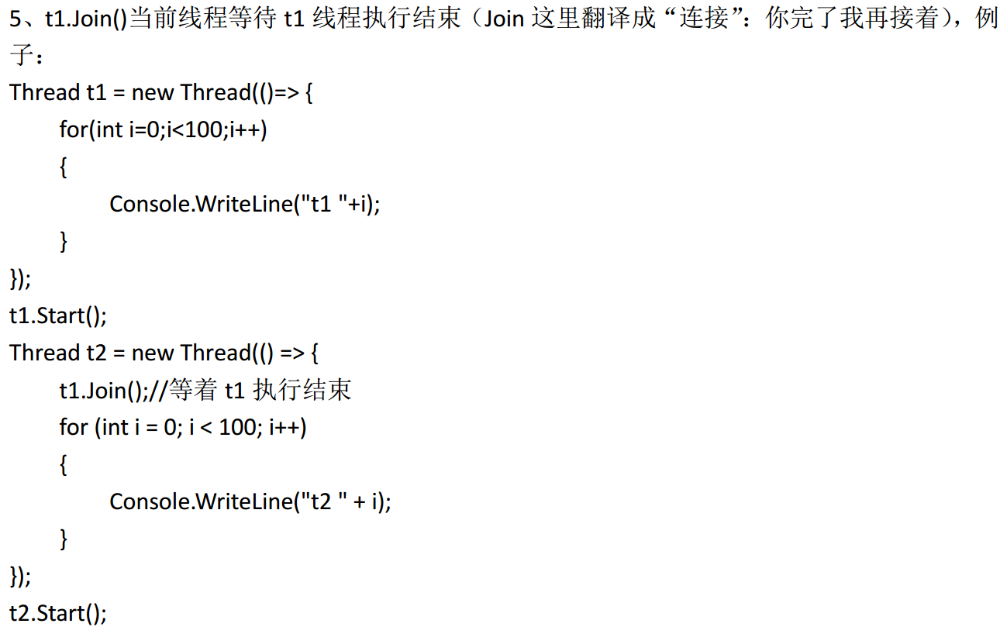 5、t1.Join()当前线程等待 t1 线程执行结束（Join 这里翻译成“连接”：你完了我再接着），例
子：
Thread t1 = new Thread(()=> {
for(int i=0;i<100;i++)
{
Console.WriteLine("t1 "+i);
}
});
t1.Start();
Thread t2 = new Thread(() => {
t1.Join();//等着 t1 执行结束
for (int i = 0; i < 100; i++)
{
Console.WriteLine("t2 " + i);
}
});
t2.Start();